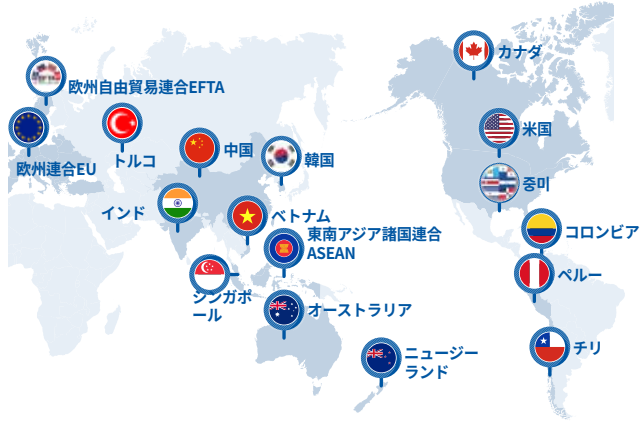 カナダ
欧州自由貿易連合EFTA
米国
トルコ
中国
韓国
欧州連合EU
중미
インド
ベトナム
コロンビア
東南アジア諸国連合
ASEAN
ペルー
シンガポ
ール
オーストラリア
チリ
ニュージー
ランド